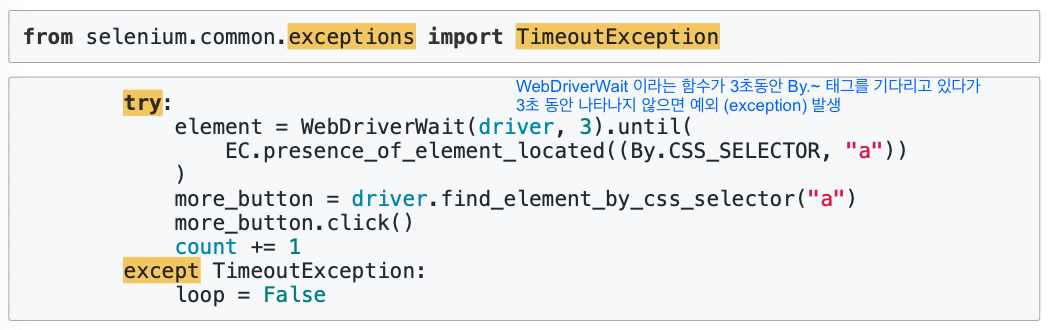 from selenium.common.exceptions import TimeoutException
try:
WebDriverWait 이라는 함수가 3초동안 By.~ 태그를 기다리고 있다가
3초 동안 나타나지 않으면 예외 (exception) 발생
element = WebDriverWait(driver, 3).until(
EC.presence_of_element_located((By.CSS_SELECTOR, "a"))
)
more_button = driver.find_element_by_css_selector("a")
more_button.click()
count += 1
except TimeoutException:
loop = False